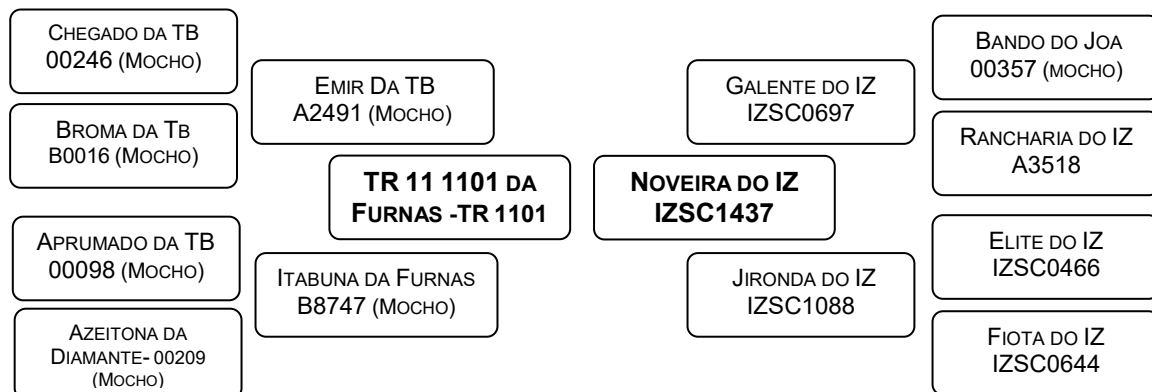 Chegado da TB
00246 (Mocho)
Broma da Tb
B0016 (Mocho)
Aprumado da TB
00098 (Mocho)
Azeitona da
Diamante- 00209
(Mocho)
Emir Da TB
A2491 (Mocho)
Itabuna da Furnas
B8747 (Mocho)
TR 11 1101 da
Furnas -TR 1101
Noveira do IZ
IZSC1437
Galente do IZ
IZSC0697
Jironda do IZ
IZSC1088
Bando do Joa
00357 (mocho)
Rancharia do IZ
A3518
Elite do IZ
IZSC0466
Fiota do IZ
IZSC0644